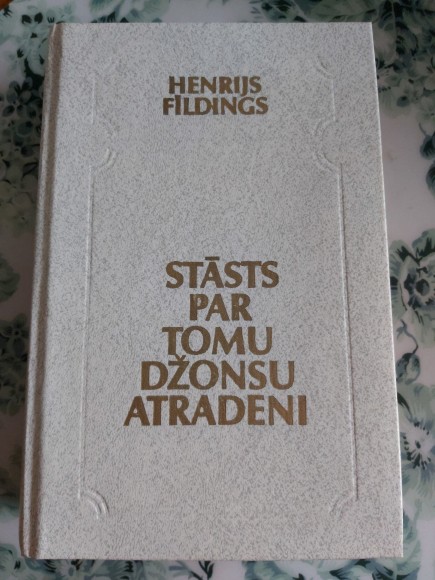 HENRIJS
FĪLDINGS
STĀSTS
PAR
TOMU
DŽONSU
ATRADENI